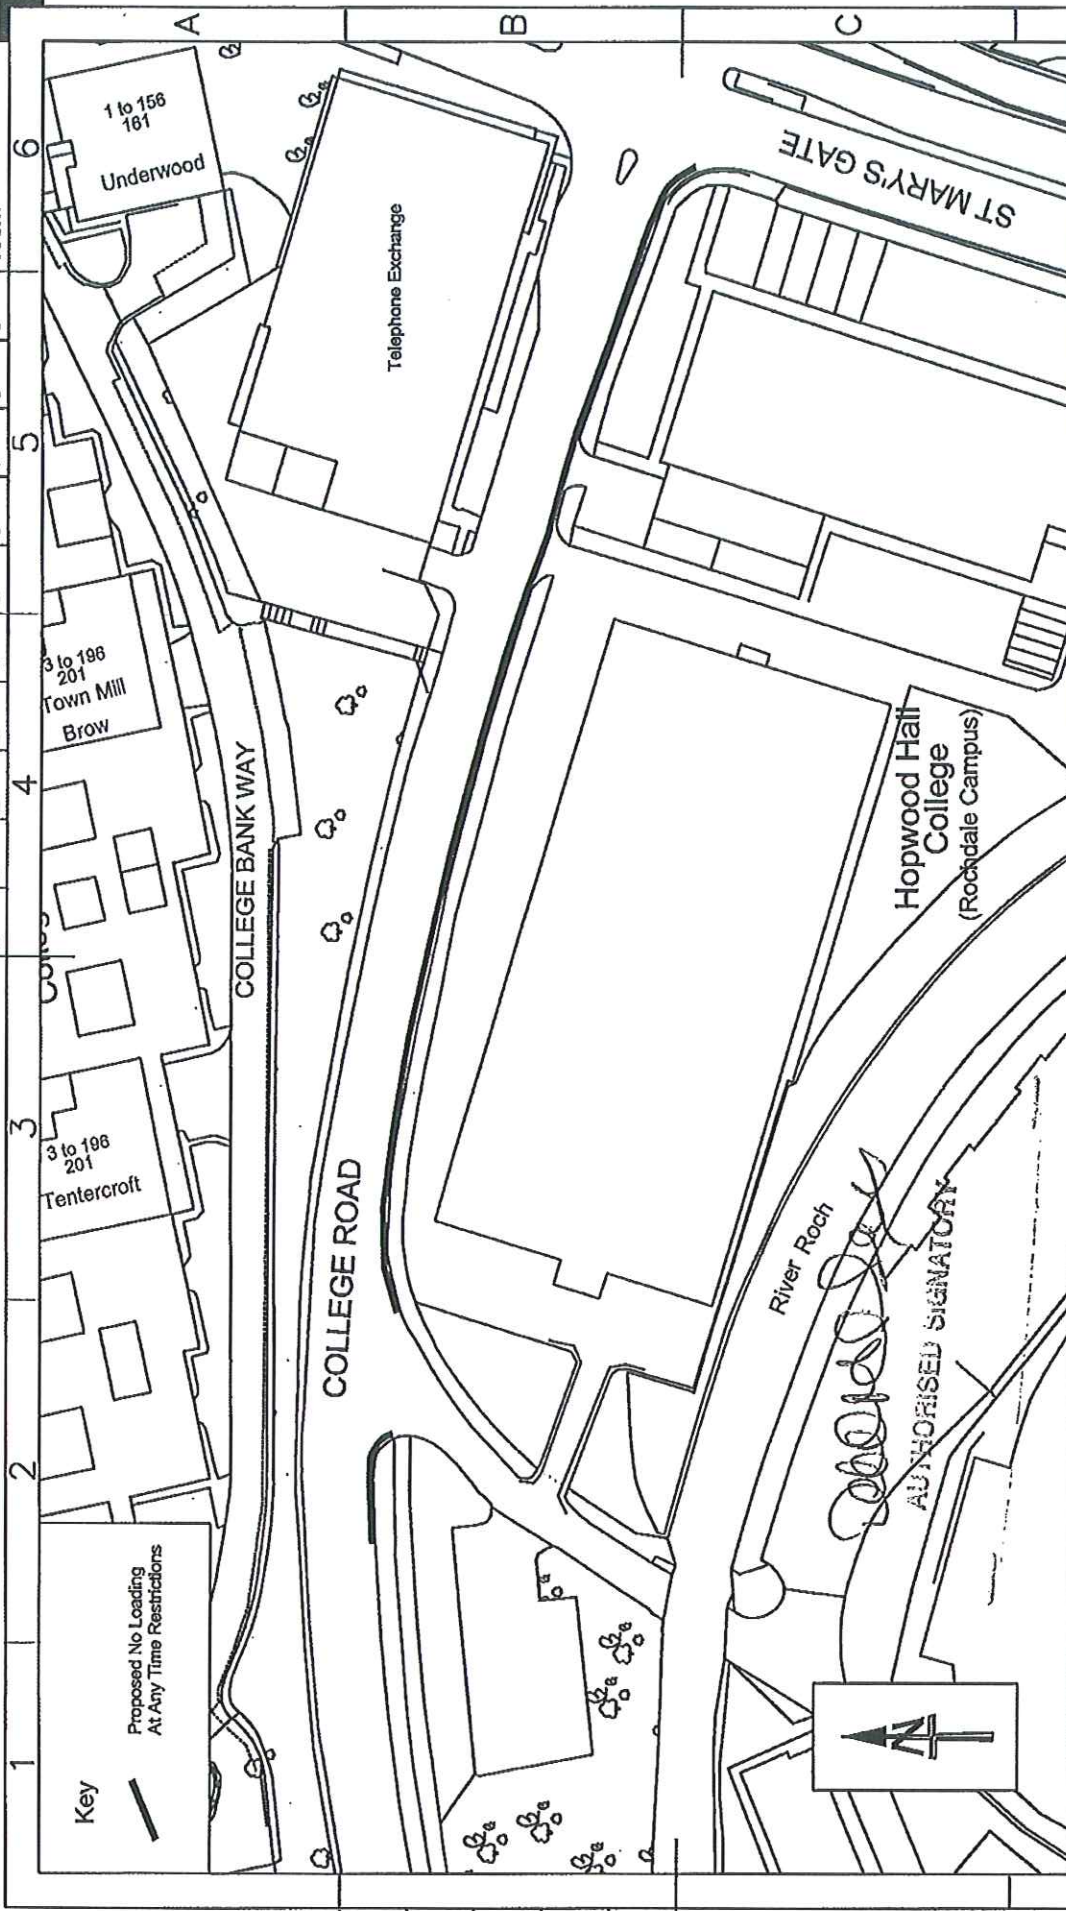 Key
Proposed No Loading
At Any Time Restrictions
1
2
3
4
5
6
A
B
C
3 to 196
201
Tentercroft
3 to 196
201
Town Mill
Brow
1 to 156
161
Underwood
COLLEGE BANK WAY
COLLEGE ROAD
Telephone Exchange
ST MARY'S GATE
Hopwood Hall
College
(Rochdale Campus)
River Roch
AUTHORISED SIGNATORY
N